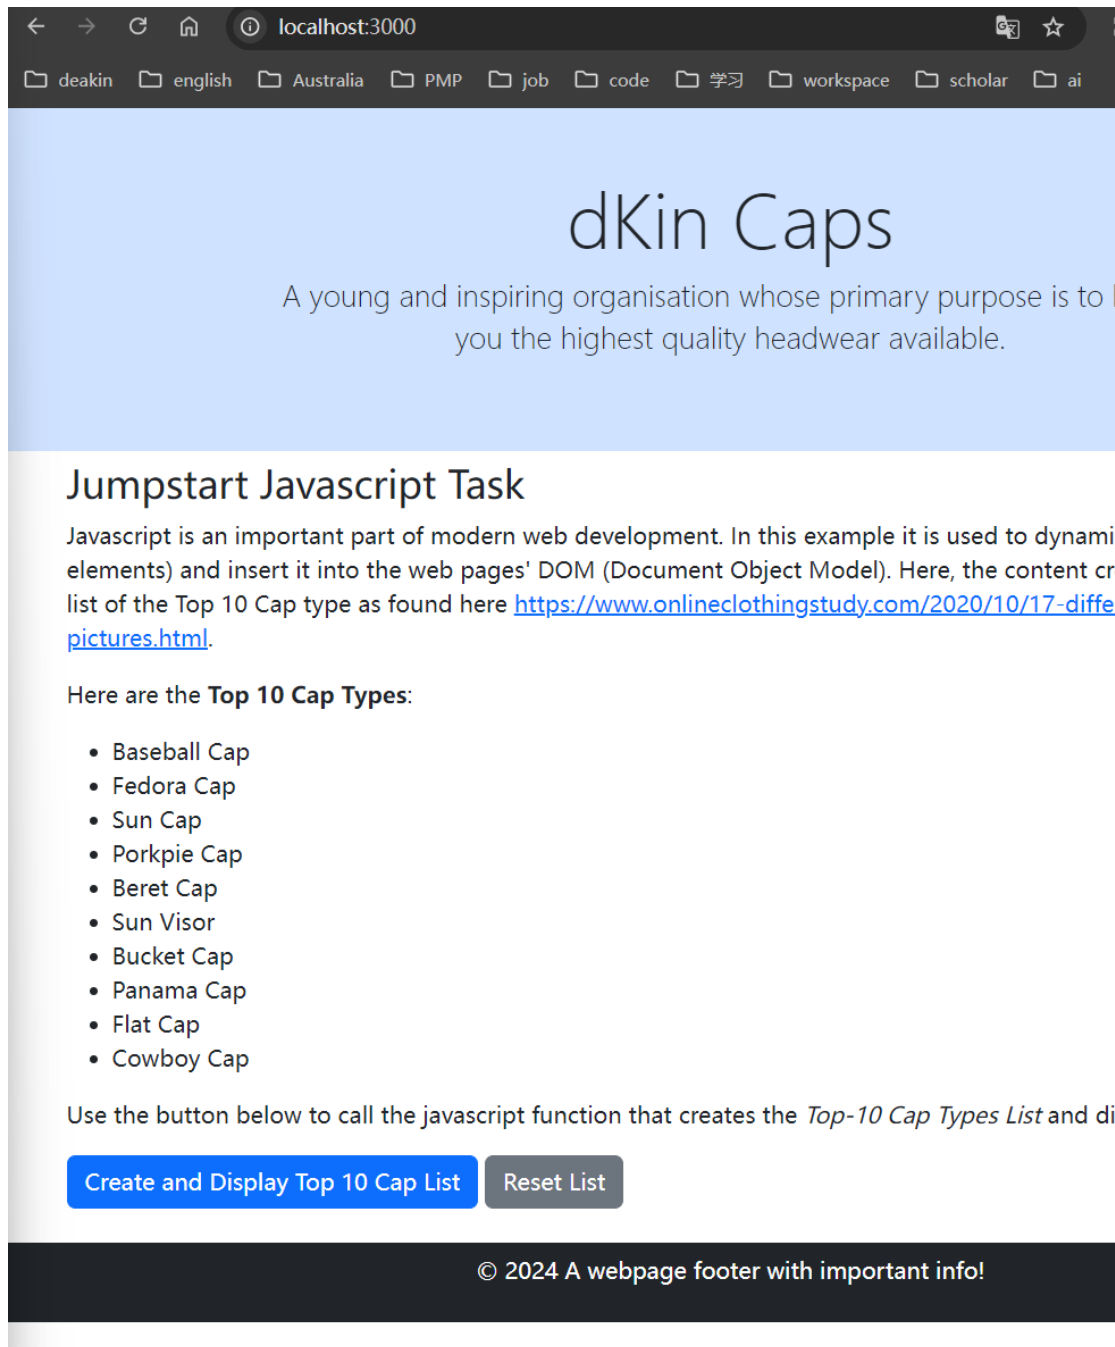 localhost:3000
deakin english Australia PMP job code 学习 workspace scholar ai
dKin Caps
A young and inspiring organisation whose primary purpose is to
you the highest quality headwear available.
Jumpstart Javascript Task
Javascript is an important part of modern web development. In this example it is used to dynami
elements) and insert it into the web pages' DOM (Document Object Model). Here, the content cr
list of the Top 10 Cap type as found here https://www.onlineclothingstudy.com/2020/10/17-diffe
pictures.html.
Here are the Top 10 Cap Types:
• Baseball Cap
• Fedora Cap
• Sun Cap
• Porkpie Cap
• Beret Cap
• Sun Visor
• Bucket Cap
• Panama Cap
• Flat Cap
• Cowboy Cap
Use the button below to call the javascript function that creates the Top-10 Cap Types List and di
Create and Display Top 10 Cap List Reset List
© 2024 A webpage footer with important info!